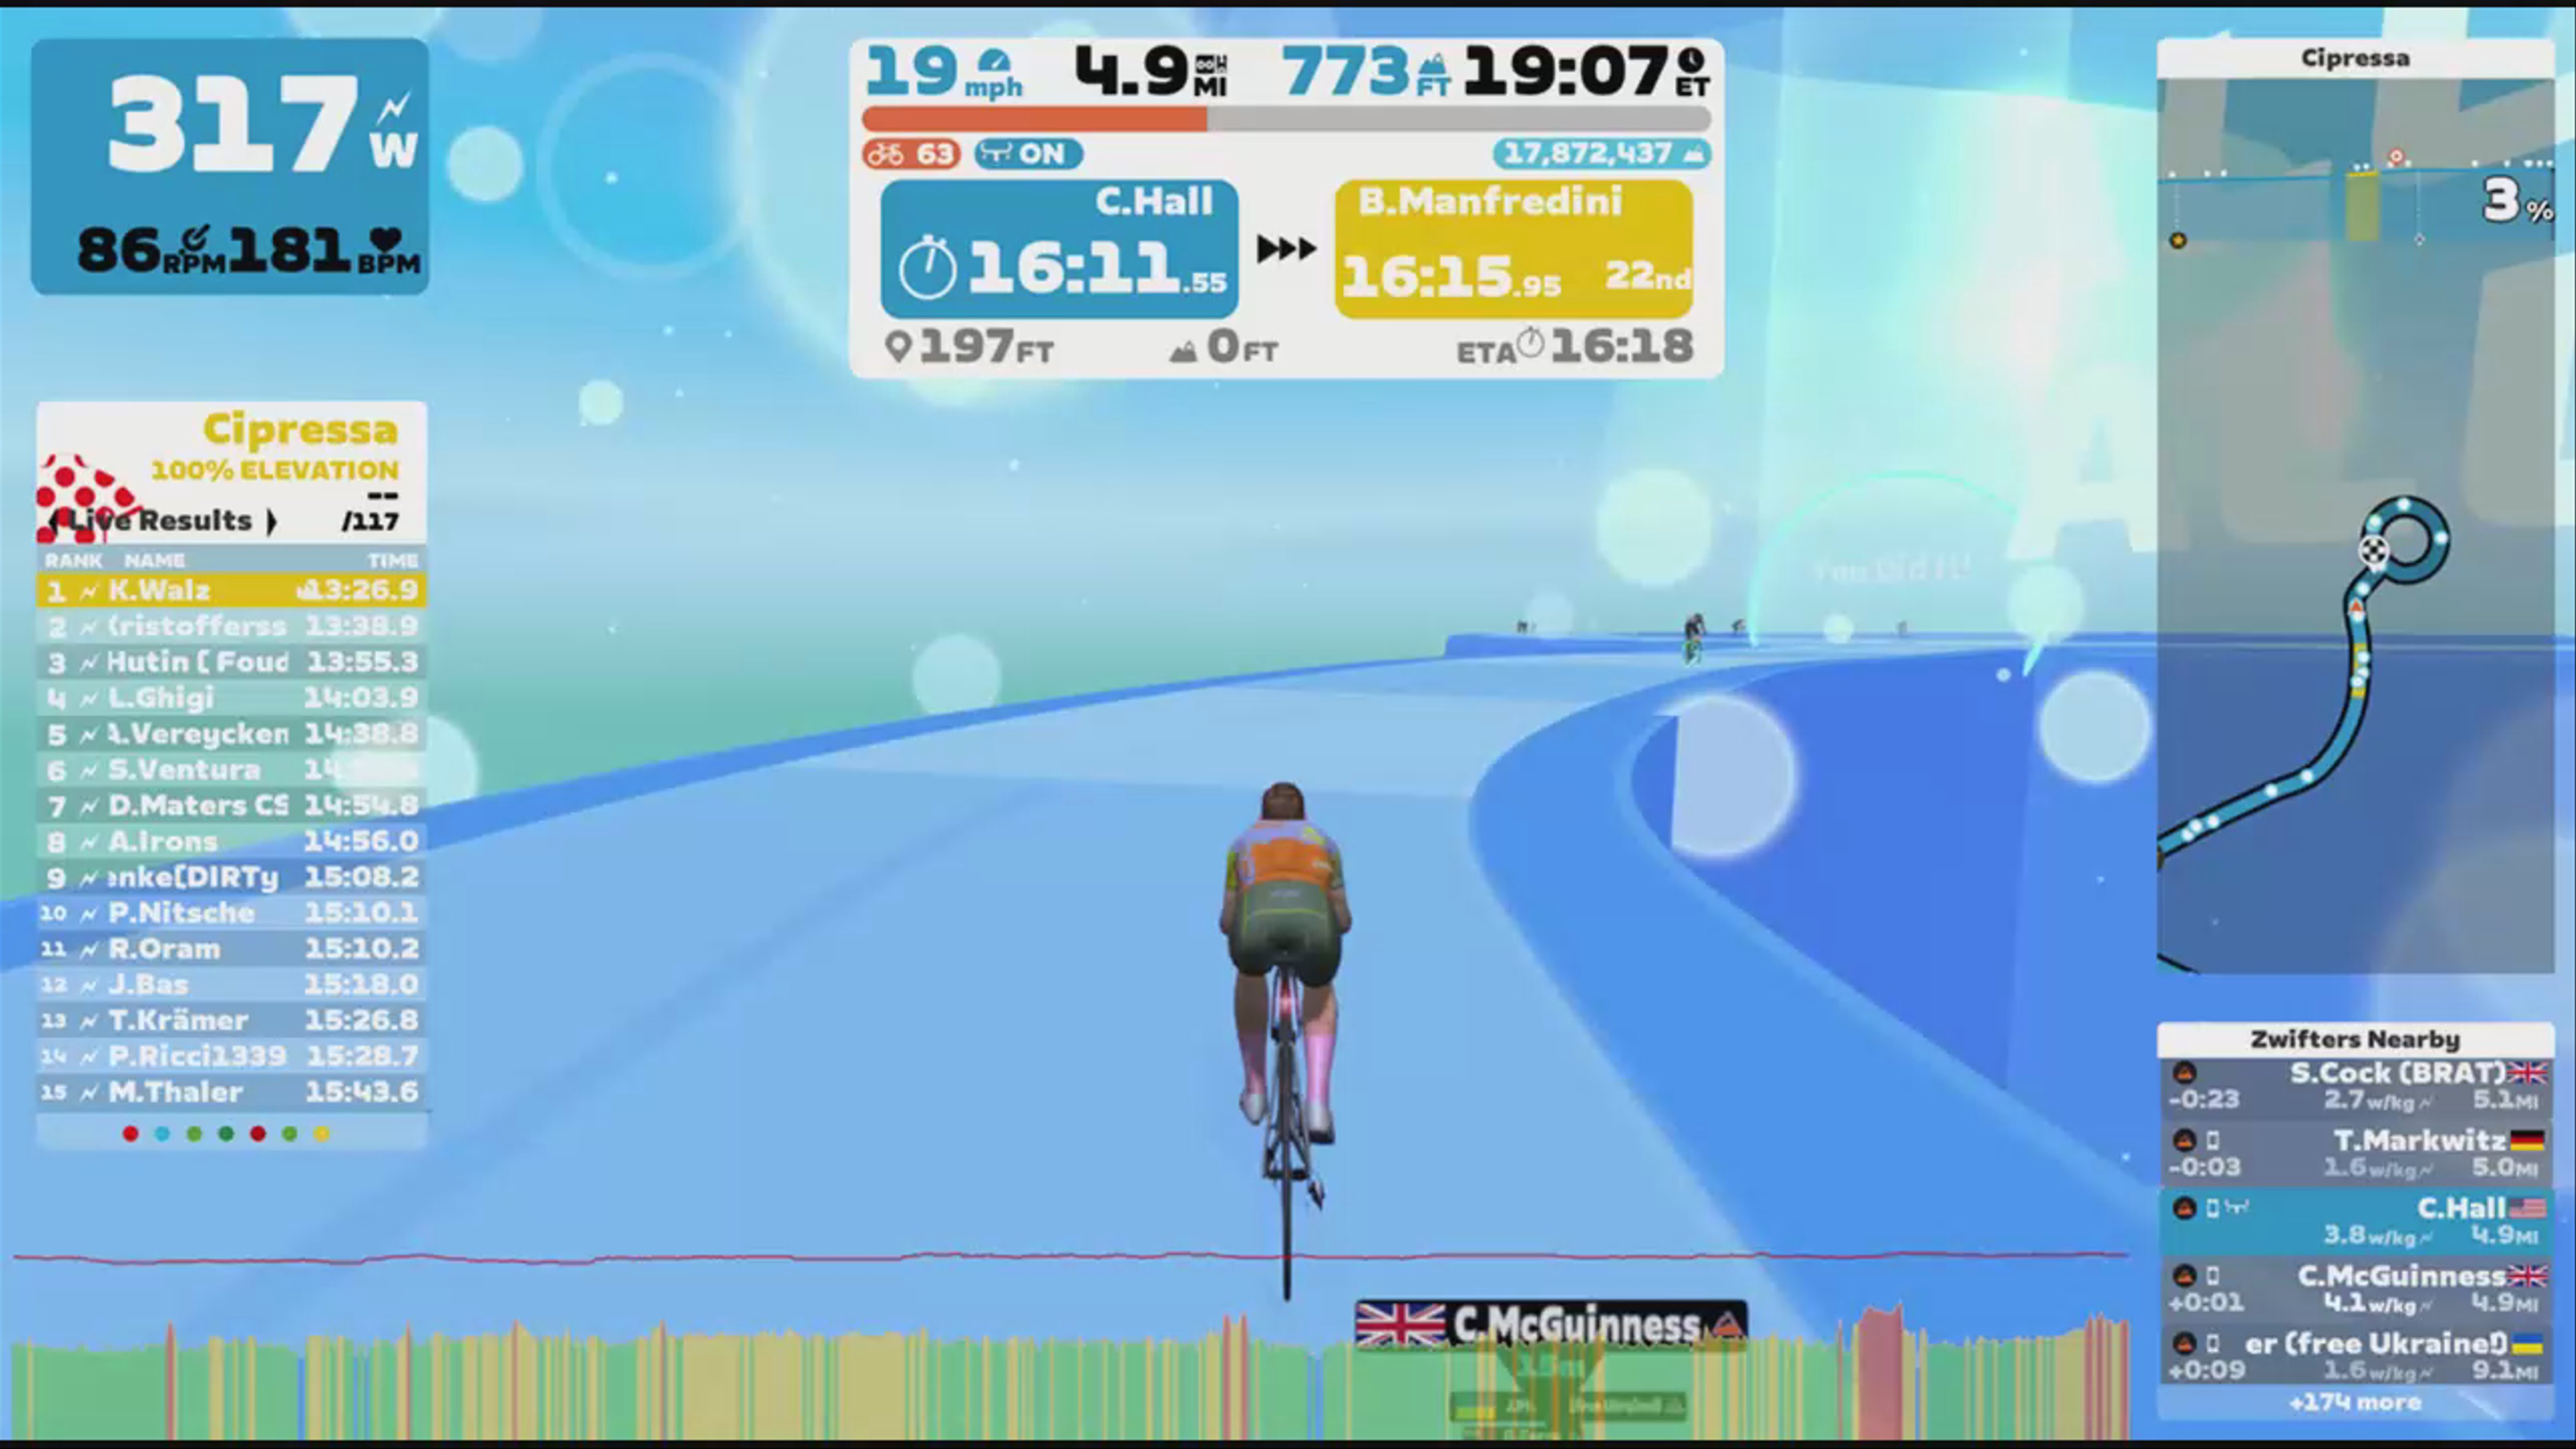 317 W
86 RPM 181 BPM
19 mph 4.9 MI 773 FT 19:07 ET
63 ON 17,872,437
C.Hall
16:11.55
B.Manfredini
16:15.95 22nd
197 FT 0 FT ETA 16:18
Cipressa
3 %
Cipressa
100% ELEVATION
--
Live Results /117
RANK NAME TIME
1 K.Walz 13:26.9
2 (ristofferss 13:38.9
3 Hutin [ Foud 13:55.3
4 L.Ghigi 14:03.9
5 A.Vereycken 14:38.8
6 S.Ventura
7 D.Maters CS 14:54.8
8 A.Irons 14:56.0
9 enke[DIRTy 15:08.2
10 P.Nitsche 15:10.1
11 R.Oram 15:10.2
12 J.Bas 15:18.0
13 T.Krämer 15:26.8
14 P.Ricci1339 15:28.7
15 M.Thaler 15:43.6
You Did It!
A
C.McGuinness
Zwifters Nearby
S.Cock (BRAT)
-0:23 2.7 w/kg 5.1 MI
T.Markwitz
-0:03 1.6 w/kg 5.0 MI
C.Hall
3.8 w/kg 4.9 MI
C.McGuinness
+0:01 4.1 w/kg 4.9 MI
er (free Ukraine!)
+0:09 1.6 w/kg 9.1 MI
+174 more